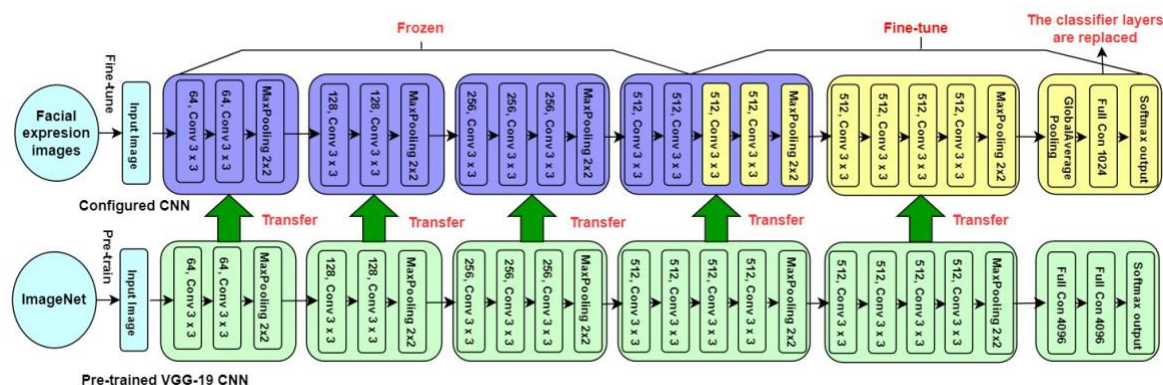 Frozen
Fine-tune
The classifier layers
are replaced
Facial
expresion
images
Fine-tune
Input Image
64, Conv 3 x 3
64, Conv 3 x 3
MaxPooling 2x2
128, Conv 3 x 3
128, Conv 3 x 3
MaxPooling 2x2
256, Conv 3 x 3
256, Conv 3 x 3
256, Conv 3 x 3
MaxPooling 2x2
512, Conv 3 x 3
512, Conv 3 x 3
512, Conv 3 x 3
512, Conv 3 x 3
MaxPooling 2x2
512, Conv 3 x 3
512, Conv 3 x 3
512, Conv 3 x 3
512, Conv 3 x 3
MaxPooling 2x2
GlobalAverage
Pooling
Full Con 1024
Softmax output
Configured CNN
Transfer
Transfer
Transfer
Transfer
Transfer
ImageNet
Pre-train
Input Image
64, Conv 3 x 3
64, Conv 3 x 3
MaxPooling 2x2
128, Conv 3 x 3
128, Conv 3 x 3
MaxPooling 2x2
256, Conv 3 x 3
256, Conv 3 x 3
256, Conv 3 x 3
MaxPooling 2x2
512, Conv 3 x 3
512, Conv 3 x 3
512, Conv 3 x 3
512, Conv 3 x 3
MaxPooling 2x2
512, Conv 3 x 3
512, Conv 3 x 3
512, Conv 3 x 3
512, Conv 3 x 3
MaxPooling 2x2
Full Con 4096
Full Con 4096
Softmax output
Pre-trained VGG-19 CNN